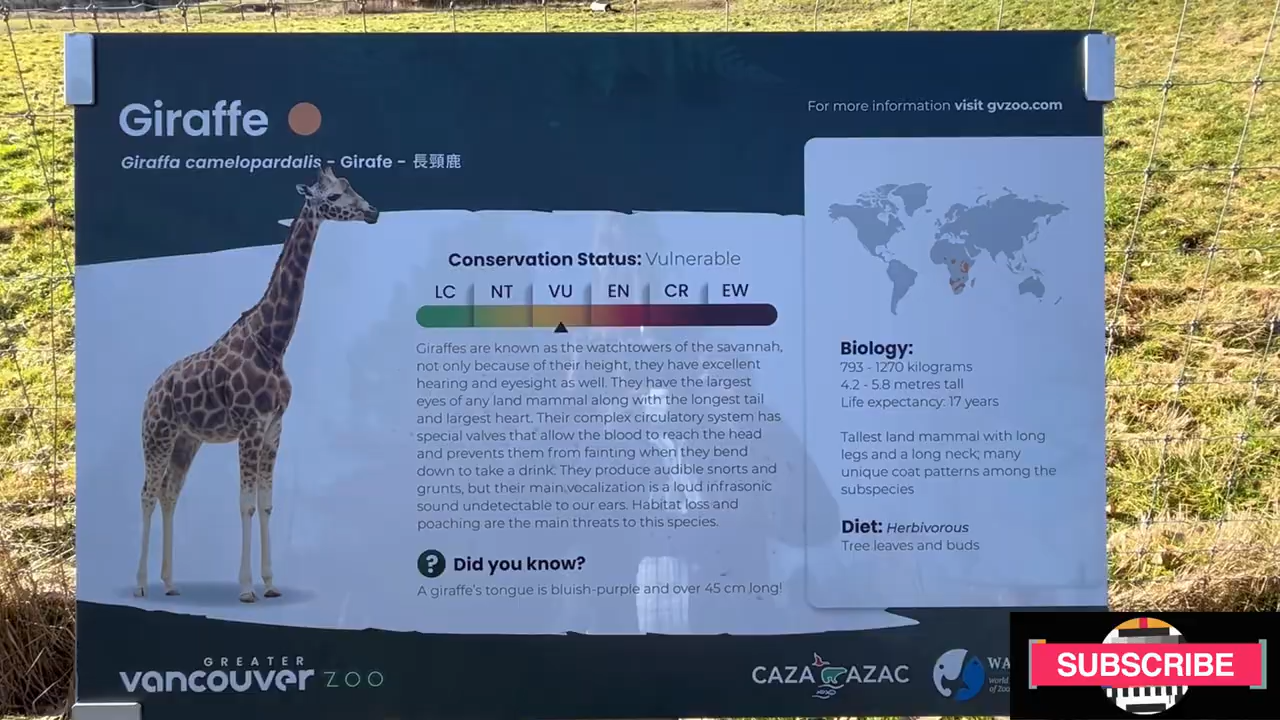 Giraffe
For more information visit gvzoo.com
Giraffa camelopardalis - Girafe - 長頸鹿
Conservation Status: Vulnerable
LC NT VU EN CR EW
Giraffes are known as the watchtowers of the savannah,
not only because of their height, they have excellent
hearing and eyesight as well. They have the largest
eyes of any land mammal along with the longest tail
and largest heart. Their complex circulatory system has
special valves that allow the blood to reach the head
and prevents them from fainting when they bend
down to take a drink. They produce audible snorts and
grunts, but their main vocalization is a loud infrasonic
sound undetectable to our ears. Habitat loss and
poaching are the main threats to this species.
? Did you know?
A giraffe's tongue is bluish-purple and over 45 cm long!
Biology:
793 - 1270 kilograms
4.2 - 5.8 metres tall
Life expectancy: 17 years
Tallest land mammal with long
legs and a long neck; many
unique coat patterns among the
subspecies
Diet: Herbivorous
Tree leaves and buds
GREATER
vancouver ZOO
CAZA AZAC
WA
world
of Zoo
SUBSCRIBE